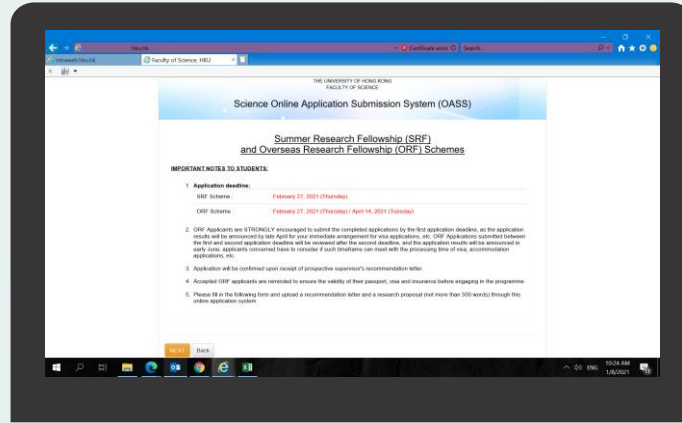 hku.hk
Certificate error
Search...
intraweb.hku.hk
Faculty of Science, HKU
THE UNIVERSITY OF HONG KONG
FACULTY OF SCIENCE
Science Online Application Submission System (OASS)
Summer Research Fellowship (SRF)
and Overseas Research Fellowship (ORF) Schemes
IMPORTANT NOTES TO STUDENTS:
1. Application deadline:
SRF Scheme : February 27, 2021 (Thursday)
ORF Scheme : February 27, 2021 (Thursday) / April 14, 2021 (Tuesday)
2. ORF Applicants are STRONGLY encouraged to submit the completed applications by the first application deadline, as the application
results will be announced by late April for your immediate arrangement for visa applications, etc. ORF Applications submitted between
the first and second application deadline will be reviewed after the second deadline, and the application results will be announced in
early June, applicants concerned have to consider if such timeframe can meet with the processing time of visa, accommodation
applications, etc.
3. Application will be confirmed upon receipt of prospective supervisor's recommendation letter.
4. Accepted ORF applicants are reminded to ensure the validity of their passport, visa and insurance before engaging in the programme.
5. Please fill in the following form and upload a recommendation letter and a research proposal (not more than 500 words) through this
online application system.
NEXT Back
ENG
10:24 AM
1/8/2021